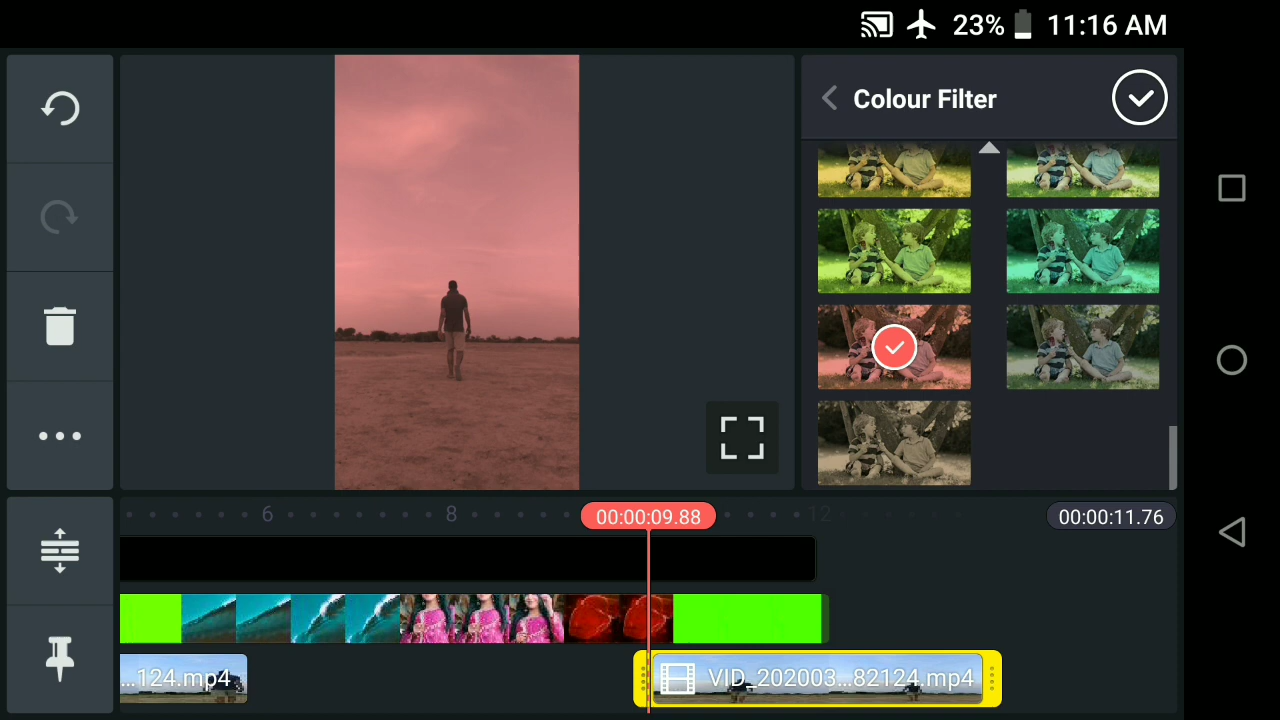 23% 11:16 AM
Colour Filter
6 8 00:00:09.88 12 00:00:11.76
...124.mp4
VID_202003...82124.mp4